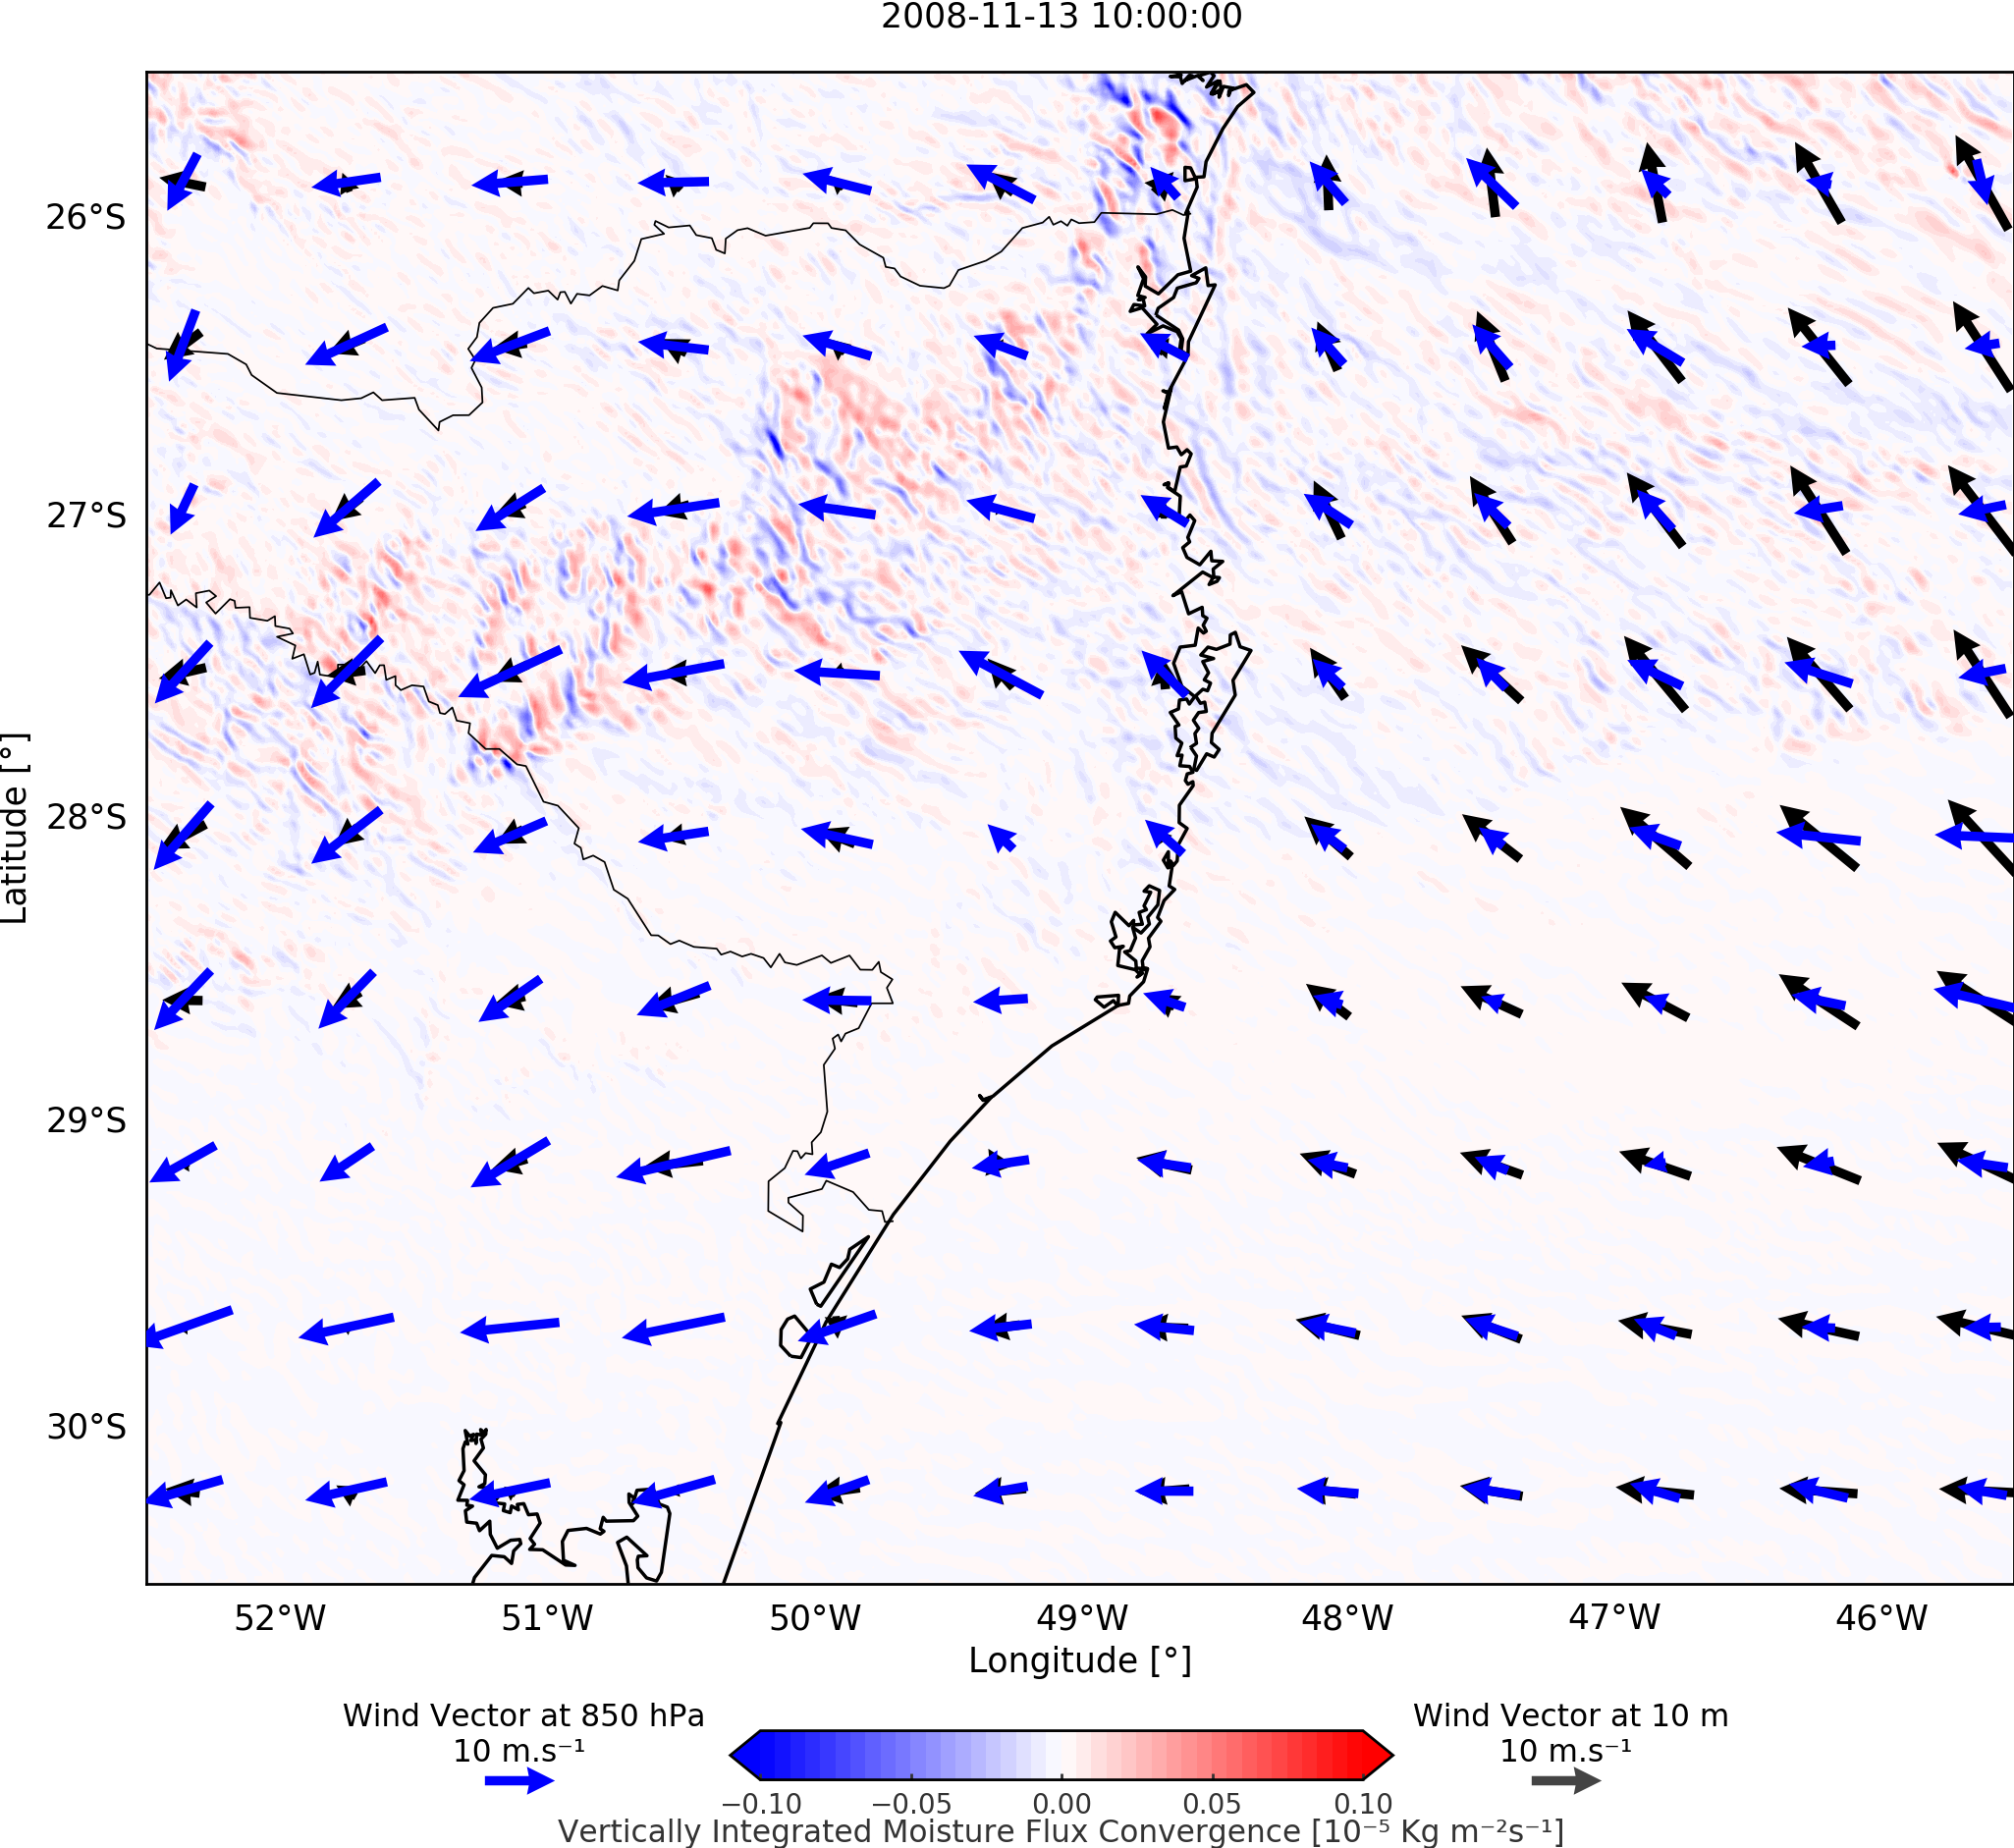 2008-11-13 10:00:00
26°S
27°S
28°S
29°S
30°S
Latitude [°]
52°W 51°W 50°W 49°W 48°W 47°W 46°W
Longitude [°]
Wind Vector at 850 hPa
10 m.s⁻¹
Wind Vector at 10 m
10 m.s⁻¹
−0.10 −0.05 0.00 0.05 0.10
Vertically Integrated Moisture Flux Convergence [10⁻⁵ Kg m⁻²s⁻¹]